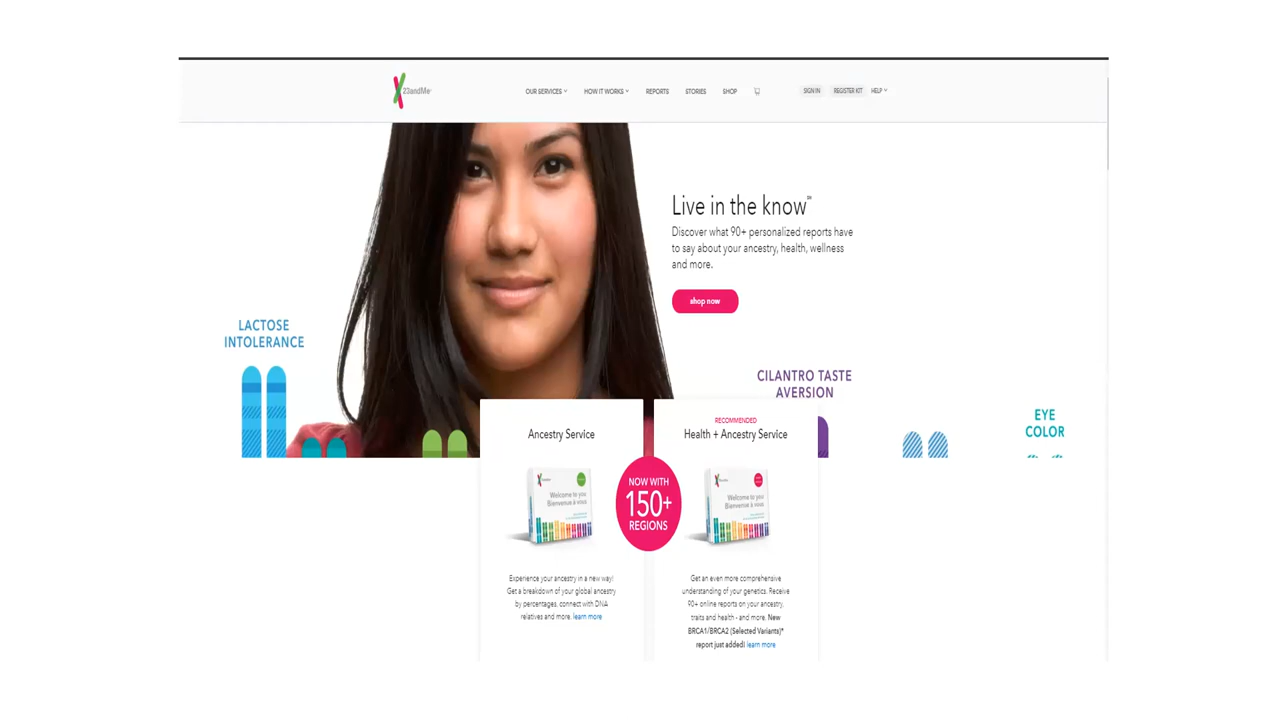 23andMe
OUR SERVICES
HOW IT WORKS
REPORTS
STORIES
SHOP
SIGN IN
REGISTER KIT
HELP
Live in the know℠
Discover what 90+ personalized reports have
to say about your ancestry, health, wellness
and more.
shop now
LACTOSE
INTOLERANCE
CILANTRO TASTE
AVERSION
EYE
COLOR
Ancestry Service
Welcome to you
Bienvenue à vous
Experience your ancestry in a new way!
Get a breakdown of your global ancestry
by percentages, connect with DNA
relatives and more. learn more
NOW WITH
150+
REGIONS
RECOMMENDED
Health + Ancestry Service
Welcome to you
Bienvenue à vous
Get an even more comprehensive
understanding of your genetics. Receive
90+ online reports on your ancestry,
traits and health - and more. New
BRCA1/BRCA2 (Selected Variants)*
report just added! learn more